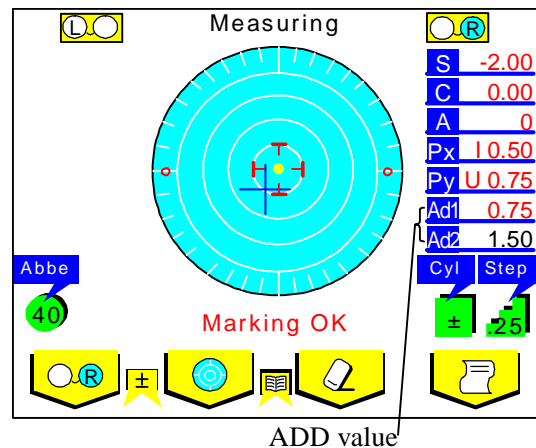 L Measuring R
S -2.00
C 0.00
A 0
Px I 0.50
Py U 0.75
Ad1 0.75
Ad2 1.50
Abbe Cyl Step
40 ± .25
Marking OK
R ±
ADD value